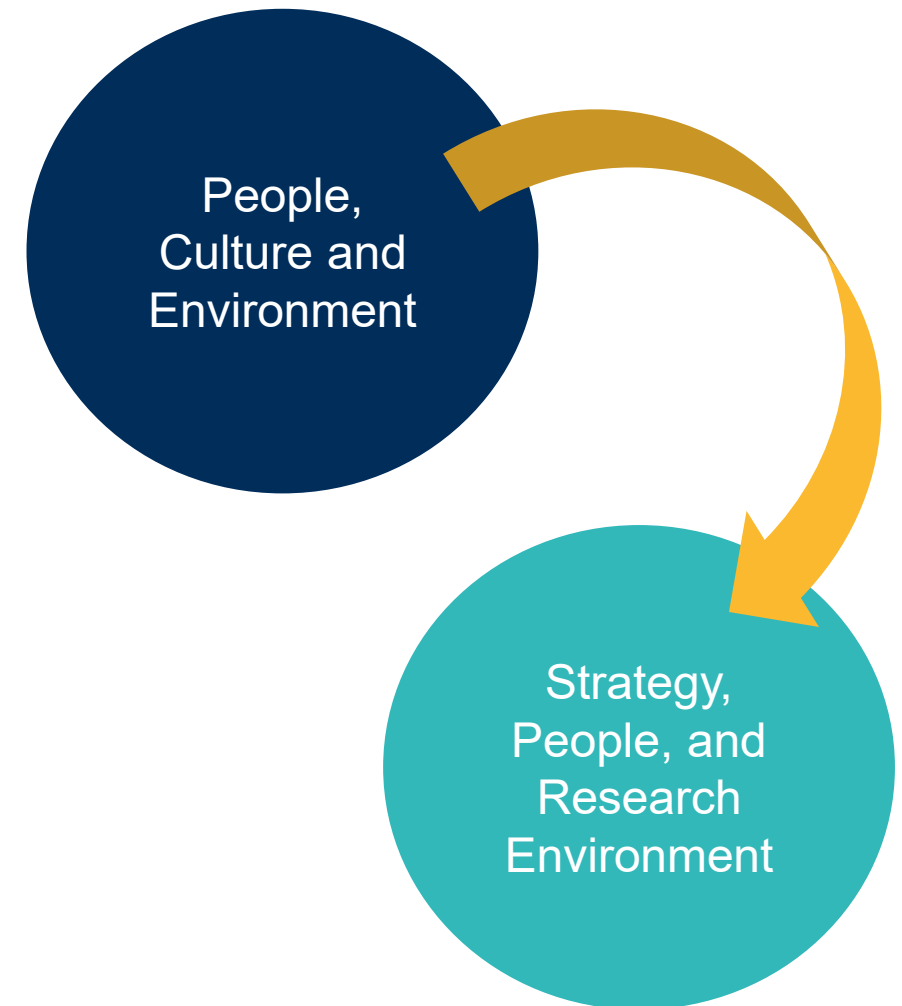 People,
Culture and
Environment
Strategy,
People, and
Research
Environment